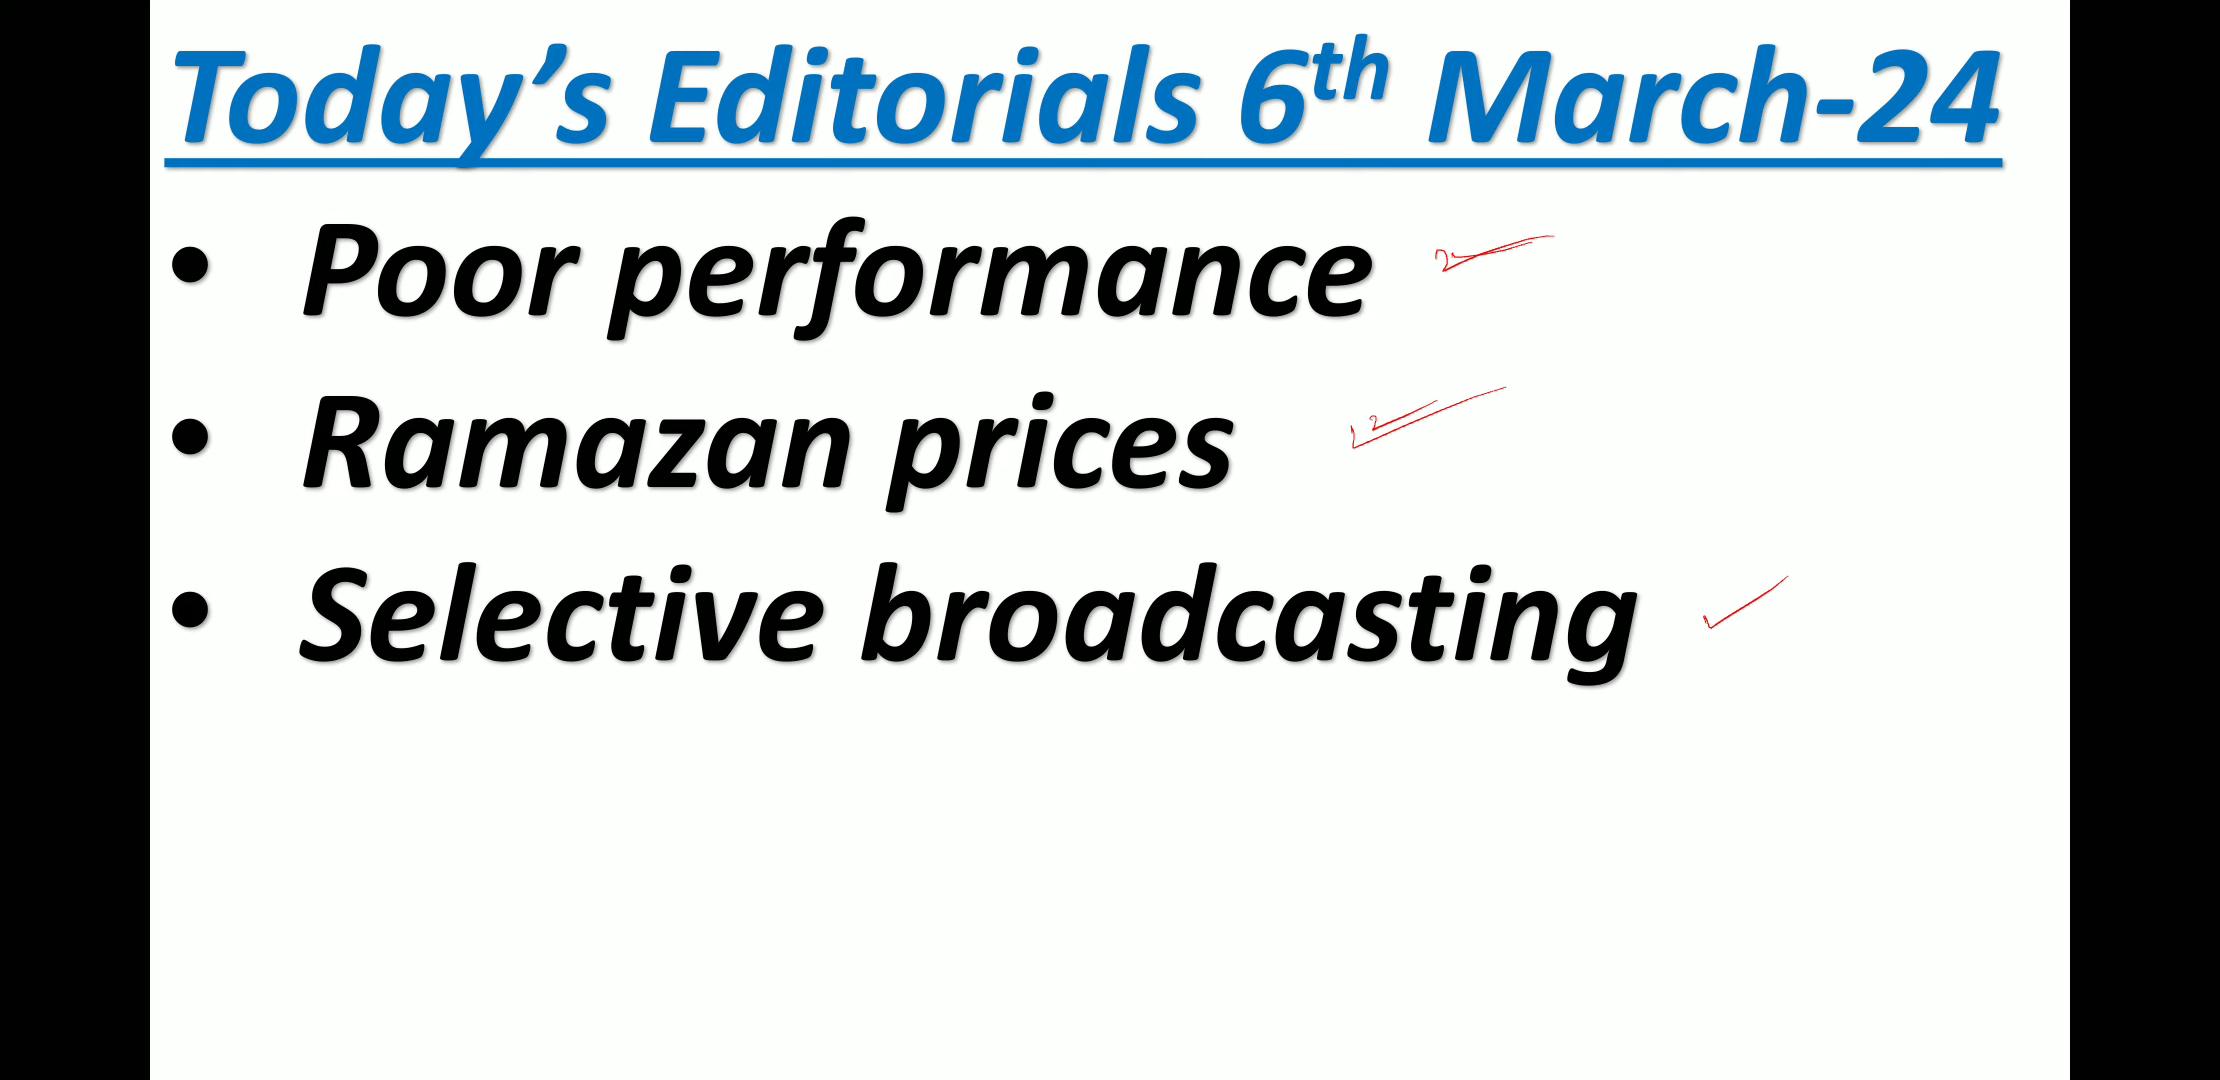 Today’s Editorials 6th March-24
• Poor performance
• Ramazan prices
• Selective broadcasting